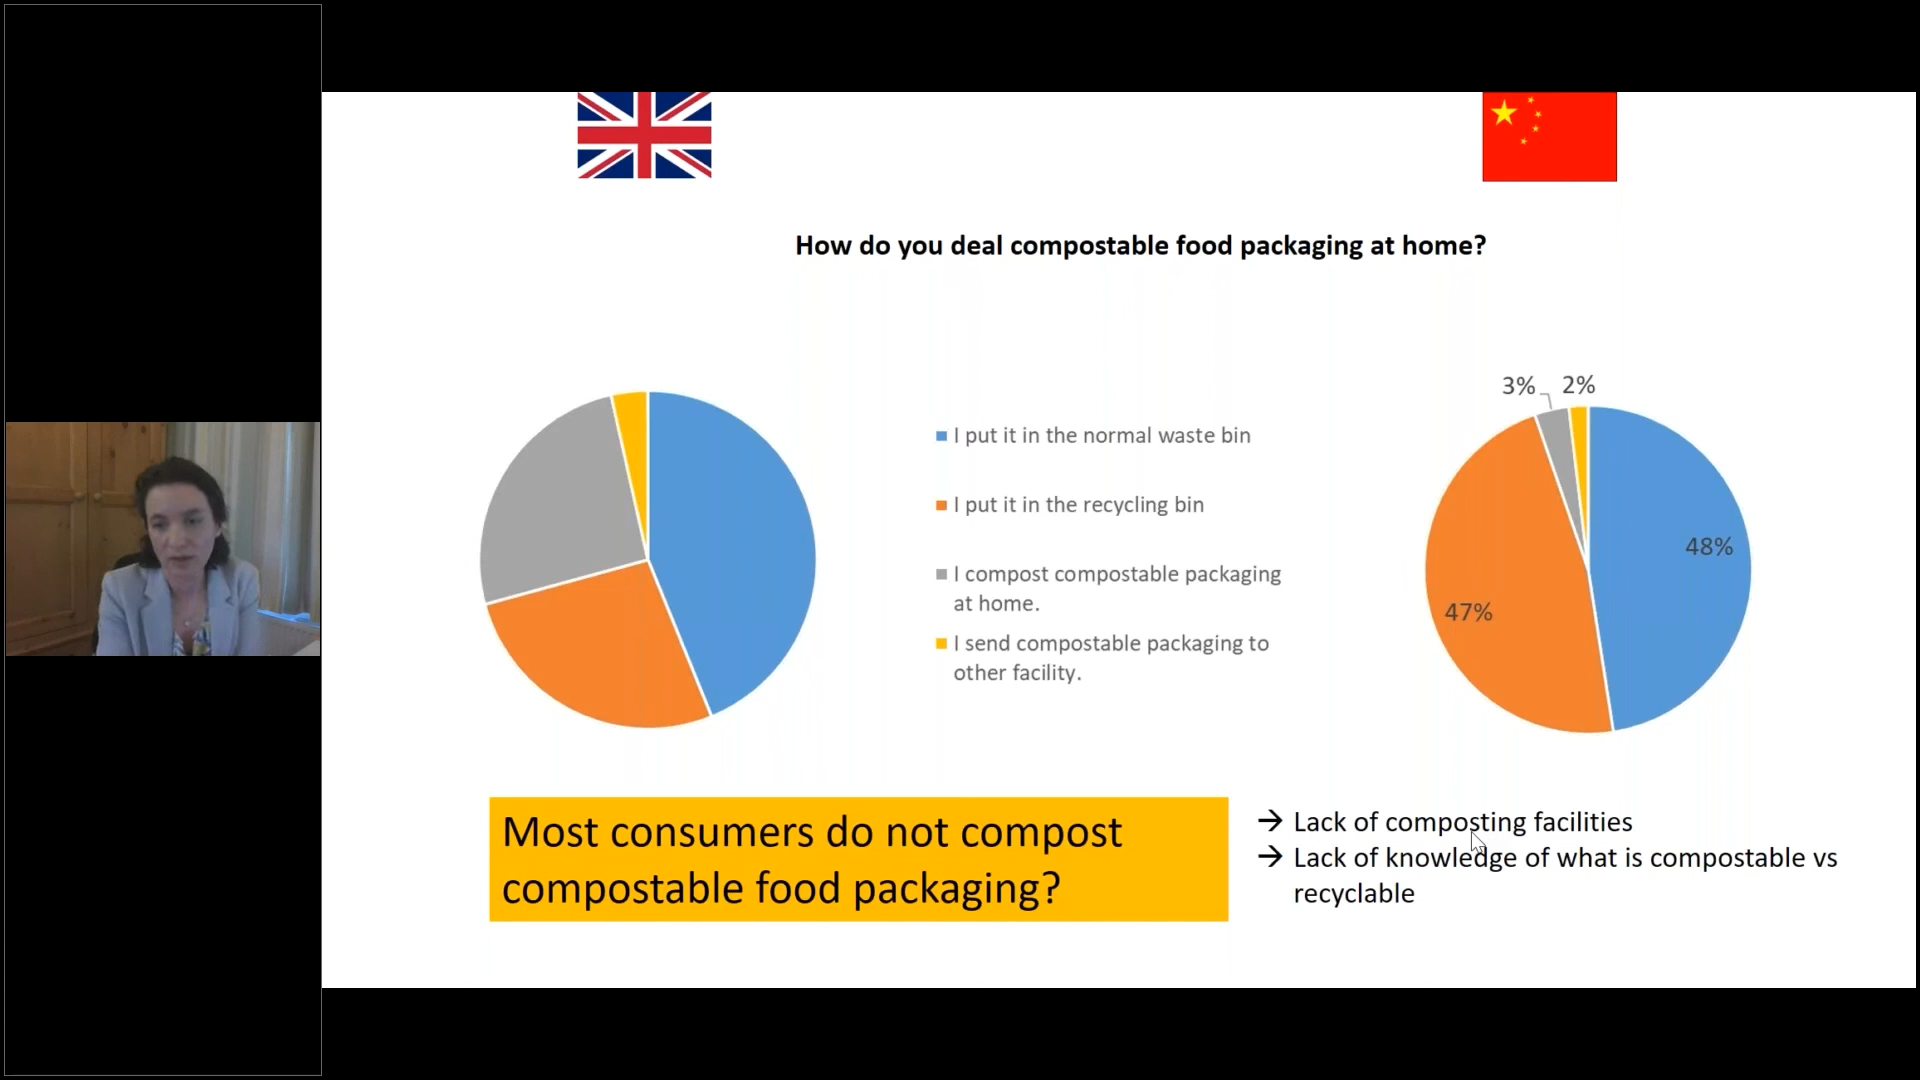 How do you deal compostable food packaging at home?
I put it in the normal waste bin
I put it in the recycling bin
I compost compostable packaging
at home.
I send compostable packaging to
other facility.
3%
2%
48%
47%
Most consumers do not compost
compostable food packaging?
→ Lack of composting facilities
→ Lack of knowledge of what is compostable vs
recyclable